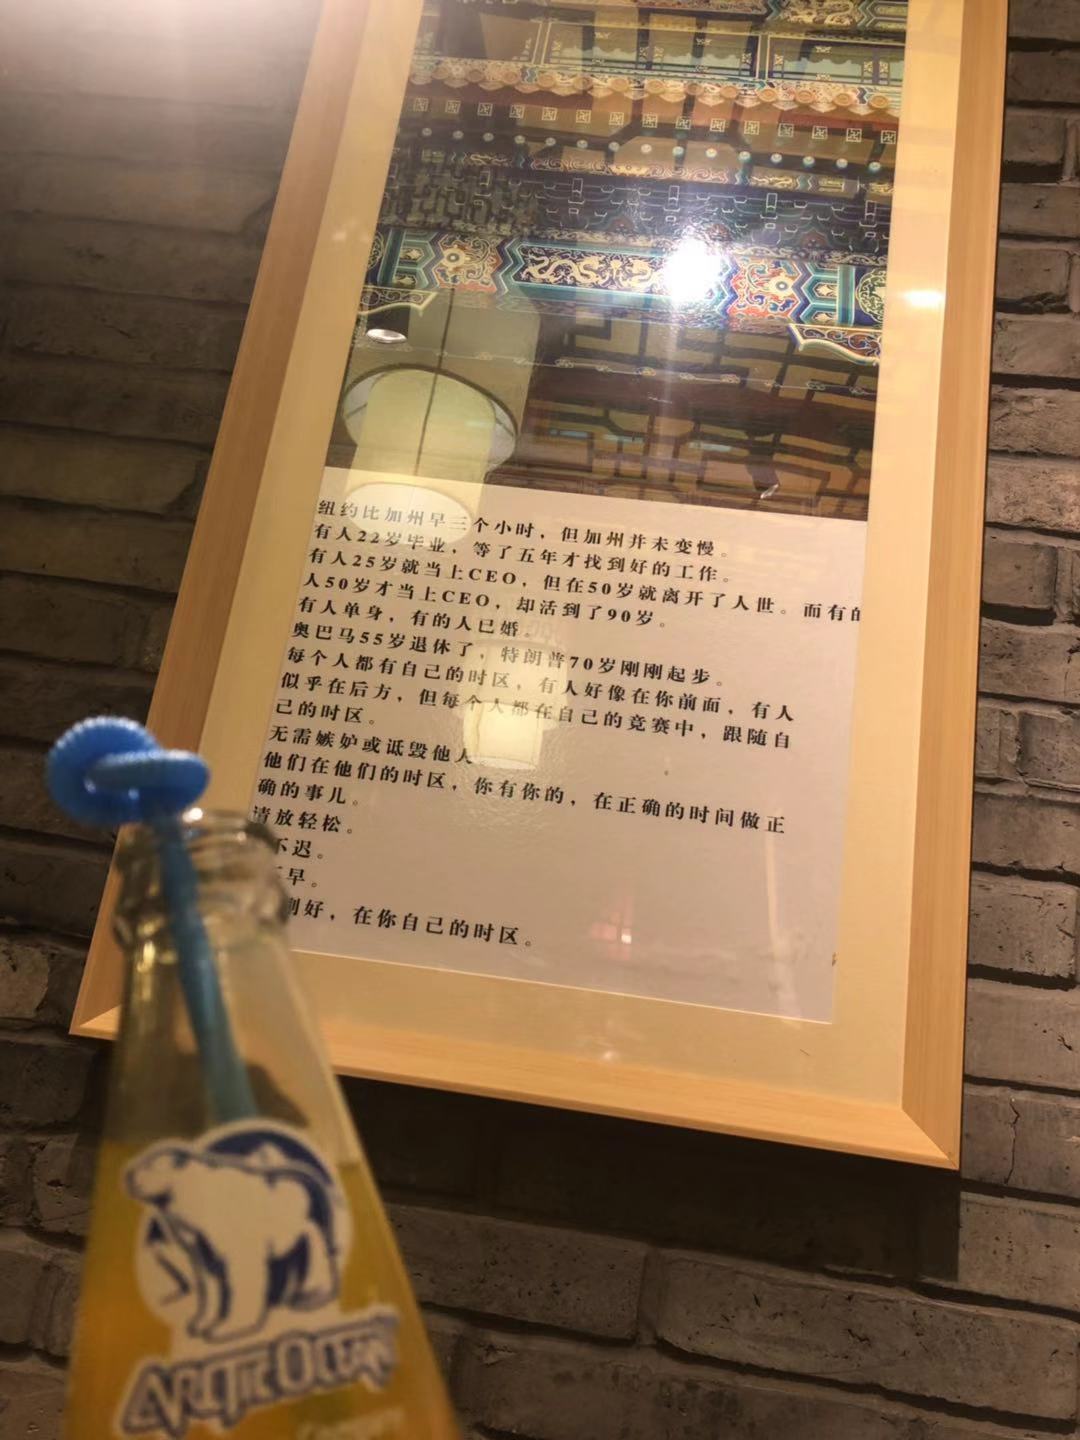 纽约比加州早三个小时，但加州并未变慢。
有人22岁毕业，等了五年才找到好的工作。
有人25岁就当上CEO，但在50岁就离开了人世。而有的
人50岁才当上CEO，却活到了90岁。
有人单身，有的人已婚。
奥巴马55岁退休了，特朗普70岁刚刚起步。
每个人都有自己的时区，有人好像在你前面，有人
似乎在后方，但每个人都在自己的竞赛中，跟随自
己的时区。
无需嫉妒或诋毁他人
他们在他们的时区，你有你的，在正确的时间做正
确的事儿。
请放轻松。
不迟。
早。
刚好，在你自己的时区。
ARCTIC OCEAN